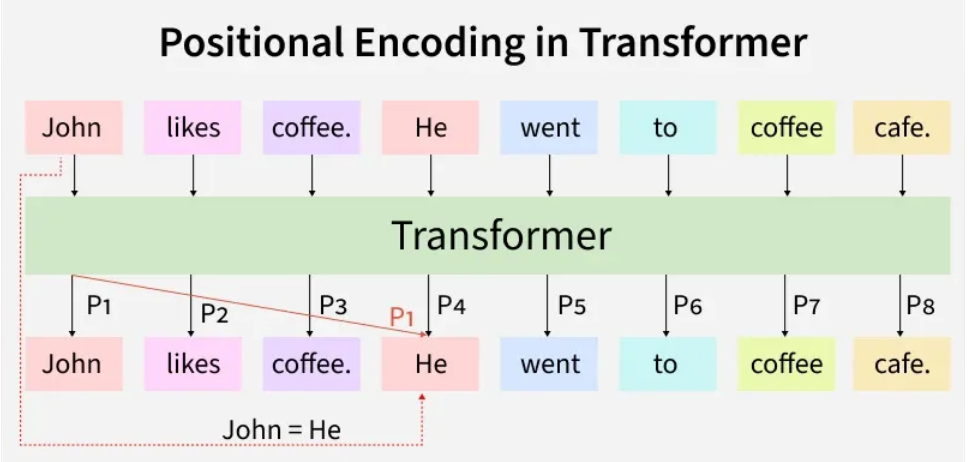 Positional Encoding in Transformer
John likes coffee. He went to coffee cafe.
Transformer
P1 P2 P3 P1 P4 P5 P6 P7 P8
John likes coffee. He went to coffee cafe.
John = He